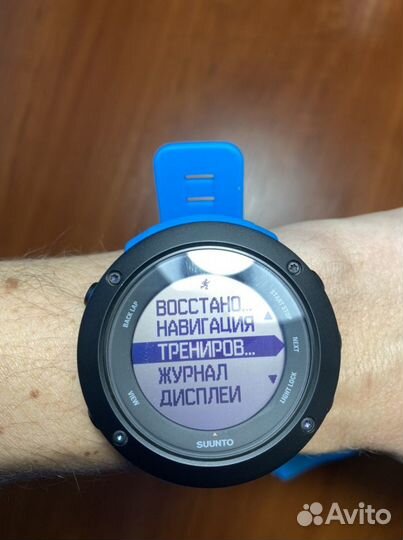 ВОССТАНО...
НАВИГАЦИЯ
ТРЕНИРОВ...
ЖУРНАЛ
ДИСПЛЕИ
BACK LAP
START STOP
NEXT
LIGHT LOCK
VIEW
SUUNTO
Avito